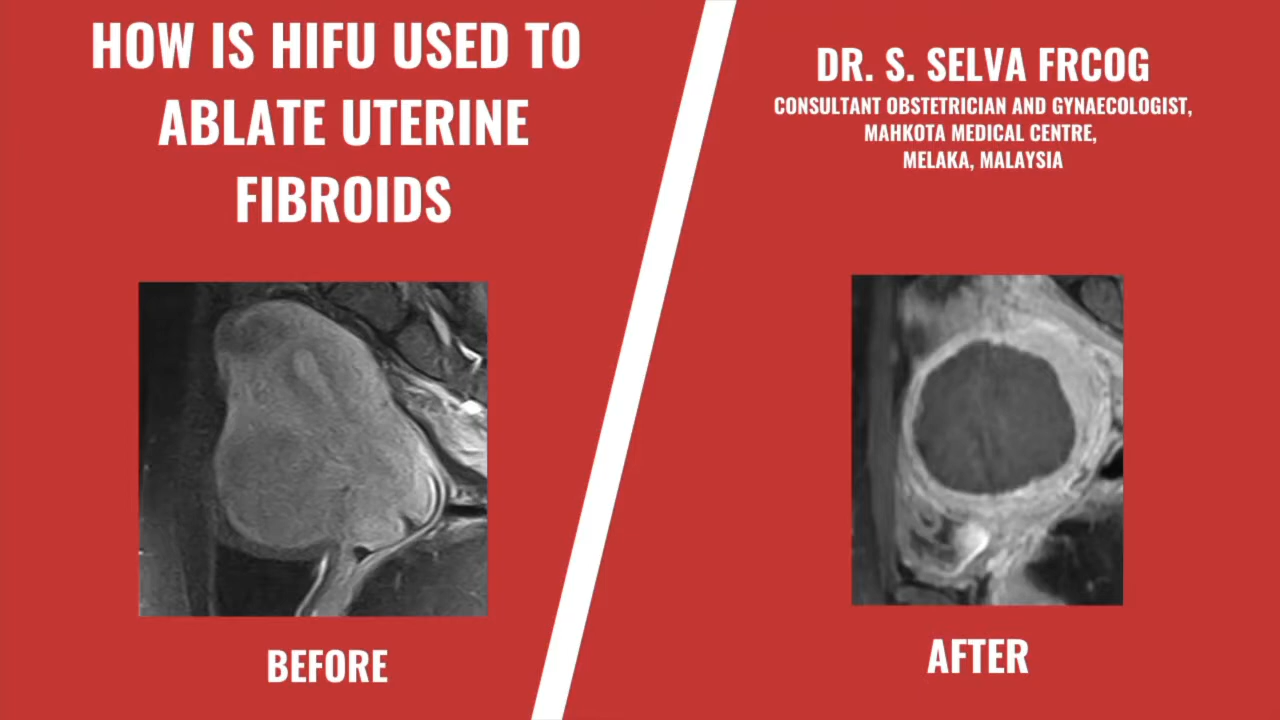 HOW IS HIFU USED TO
ABLATE UTERINE
FIBROIDS
DR. S. SELVA FRCOG
CONSULTANT OBSTETRICIAN AND GYNAECOLOGIST,
MAHKOTA MEDICAL CENTRE,
MELAKA, MALAYSIA
BEFORE
AFTER